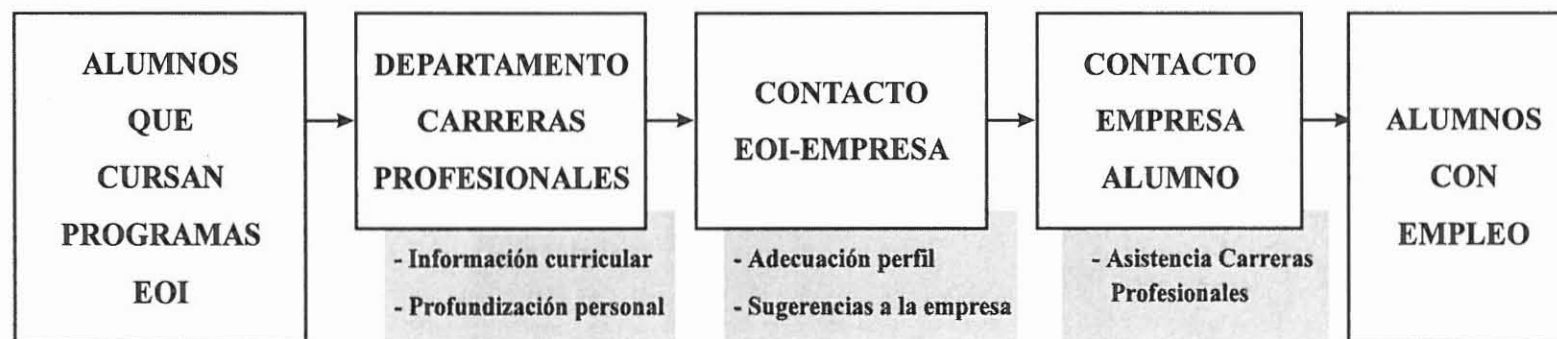 ALUMNOS
QUE
CURSAN
PROGRAMAS
EOI
DEPARTAMENTO
CARRERAS
PROFESIONALES
- Información curricular
- Profundización personal
CONTACTO
EOI-EMPRESA
- Adecuación perfil
- Sugerencias a la empresa
CONTACTO
EMPRESA
ALUMNO
- Asistencia Carreras
Profesionales
ALUMNOS
CON
EMPLEO